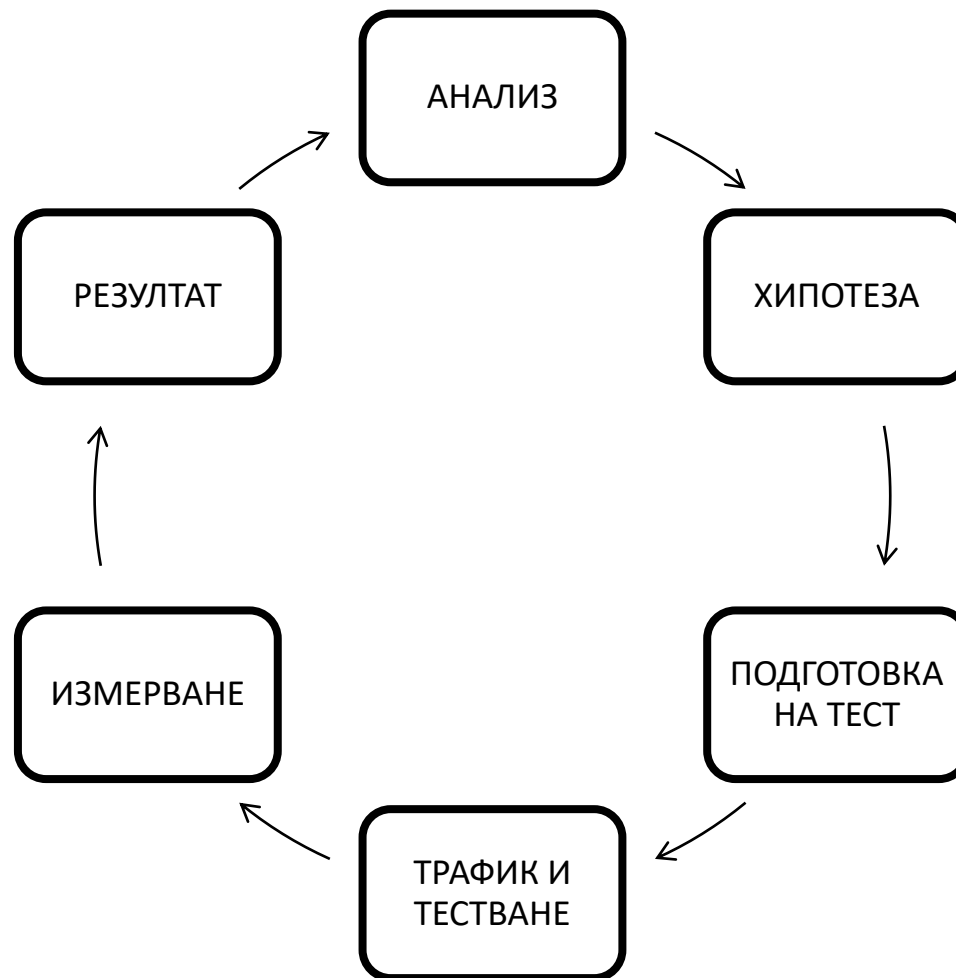 АНАЛИЗ
ХИПОТЕЗА
ПОДГОТОВКА
НА ТЕСТ
ТРАФИК И
ТЕСТВАНЕ
ИЗМЕРВАНЕ
РЕЗУЛТАТ